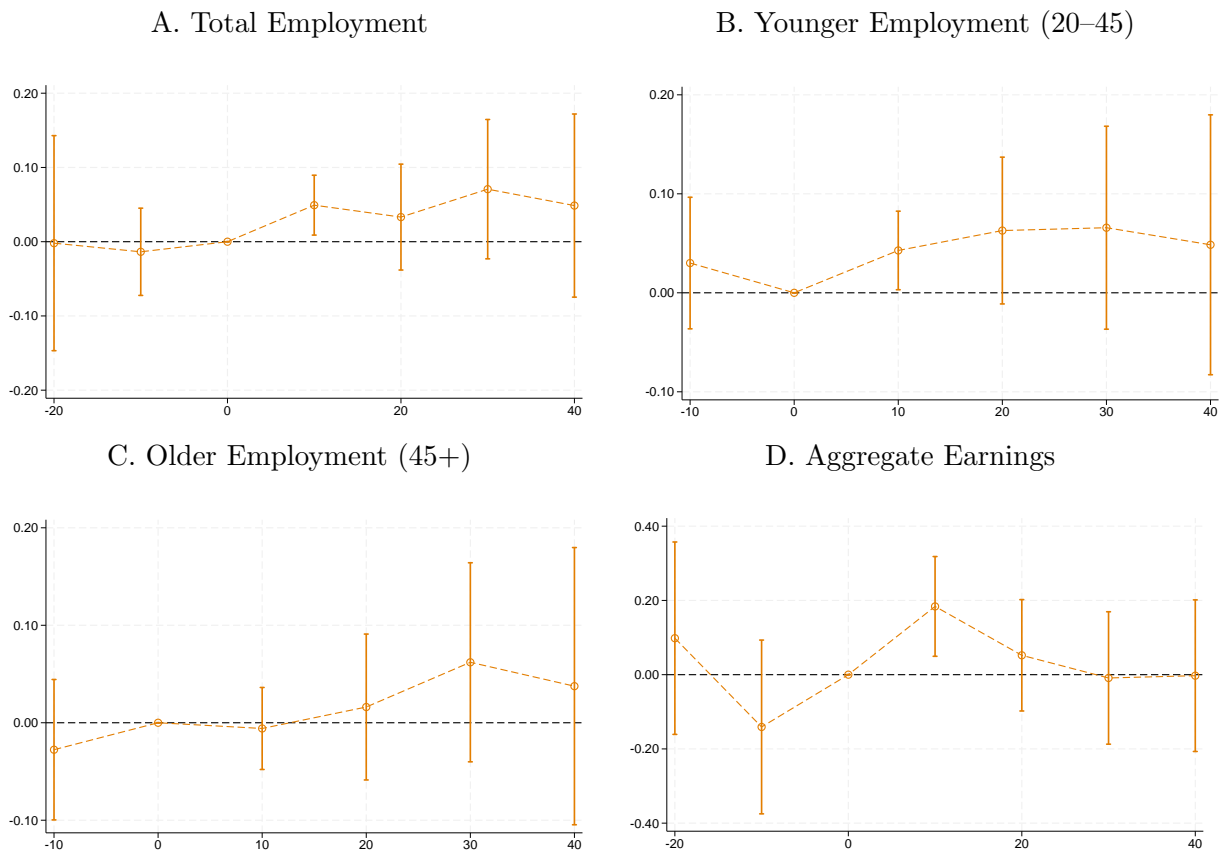 A. Total Employment
0.20
0.10
0.00
-0.10
-0.20
-20 0 20 40
B. Younger Employment (20–45)
0.20
0.10
0.00
-0.10
-10 0 10 20 30 40
C. Older Employment (45+)
0.20
0.10
0.00
-0.10
-10 0 10 20 30 40
D. Aggregate Earnings
0.40
0.20
0.00
-0.20
-0.40
-20 0 20 40